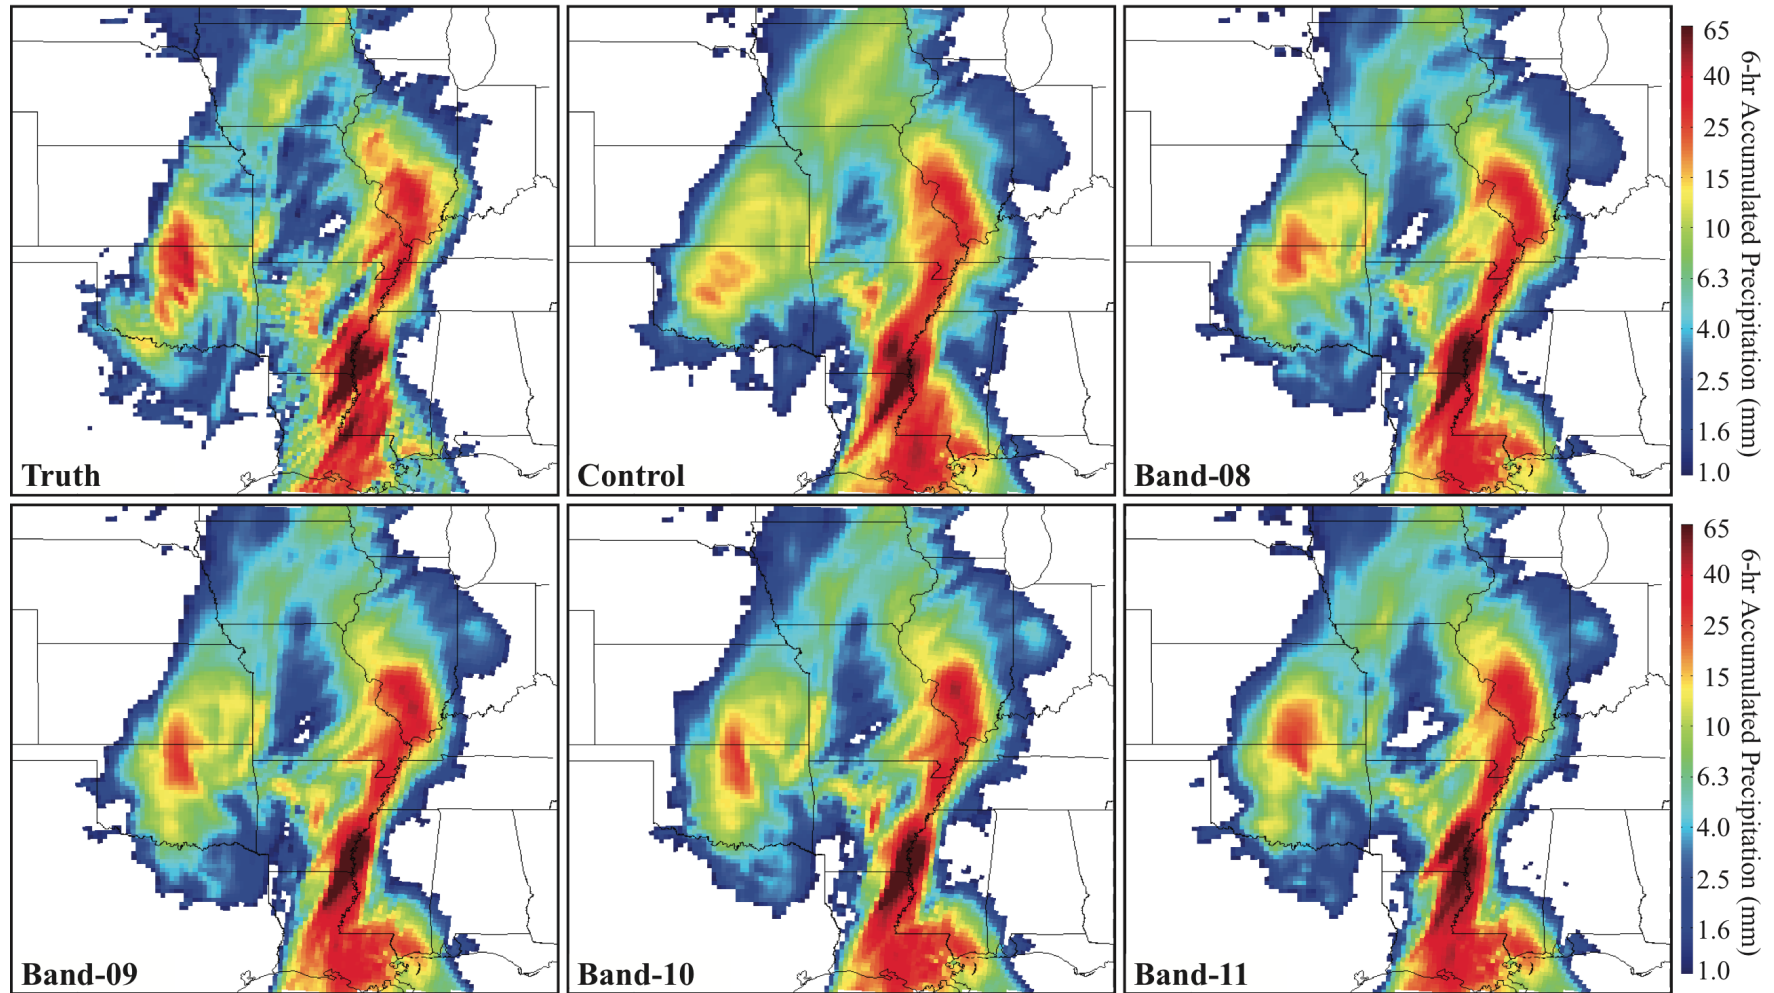 Truth
Control
Band-08
65
40
25
15
10
6.3
4.0
2.5
1.6
1.0
6-hr Accumulated Precipitation (mm)
Band-09
Band-10
Band-11
65
40
25
15
10
6.3
4.0
2.5
1.6
1.0
6-hr Accumulated Precipitation (mm)